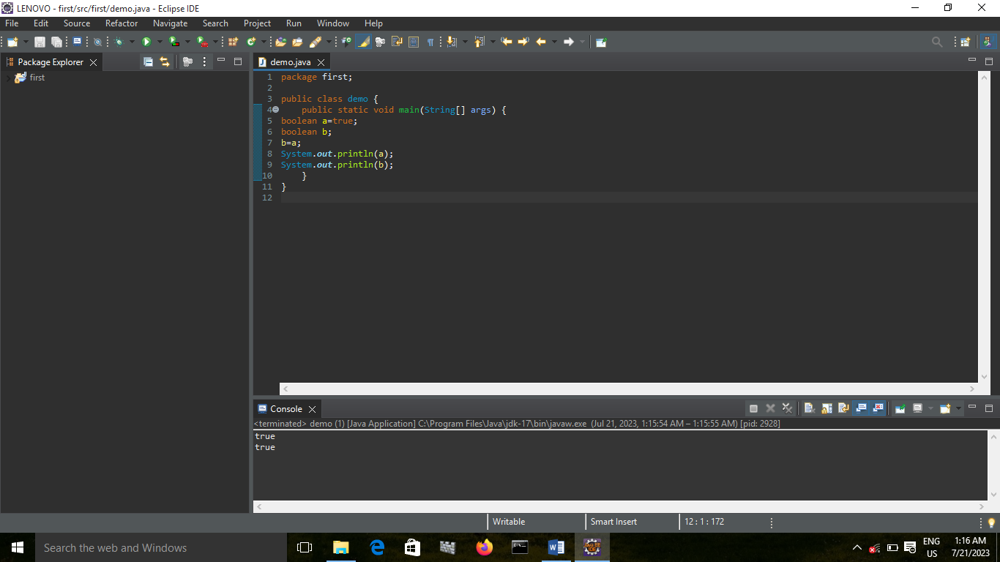 LENOVO - first/src/first/demo.java - Eclipse IDE
File Edit Source Refactor Navigate Search Project Run Window Help
Package Explorer
first
demo.java
1 package first;
2
3 public class demo {
4 public static void main(String[] args) {
5 boolean a=true;
6 boolean b;
7 b=a;
8 System.out.println(a);
9 System.out.println(b);
10 }
11 }
12
Console
<terminated> demo (1) [Java Application] C:\Program Files\Java\jdk-17\bin\javaw.exe (Jul 21, 2023, 1:15:54 AM – 1:15:55 AM) [pid: 2928]
true
true
Writable Smart Insert 12 : 1 : 172
Search the web and Windows
ENG
US
1:16 AM
7/21/2023